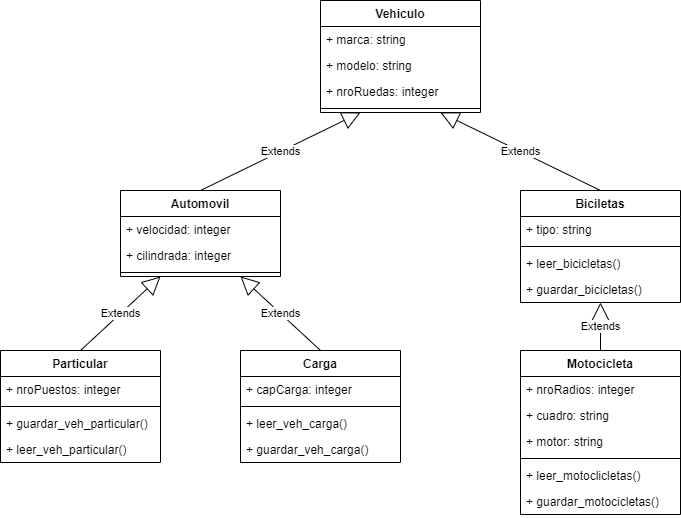 Vehiculo
+ marca: string
+ modelo: string
+ nroRuedas: integer
Extends
Extends
Automovil
+ velocidad: integer
+ cilindrada: integer
Biciletas
+ tipo: string
+ leer_bicicletas()
+ guardar_bicicletas()
Extends
Extends
Extends
Particular
+ nroPuestos: integer
+ guardar_veh_particular()
+ leer_veh_particular()
Carga
+ capCarga: integer
+ leer_veh_carga()
+ guardar_veh_carga()
Motocicleta
+ nroRadios: integer
+ cuadro: string
+ motor: string
+ leer_motoclicletas()
+ guardar_motocicletas()